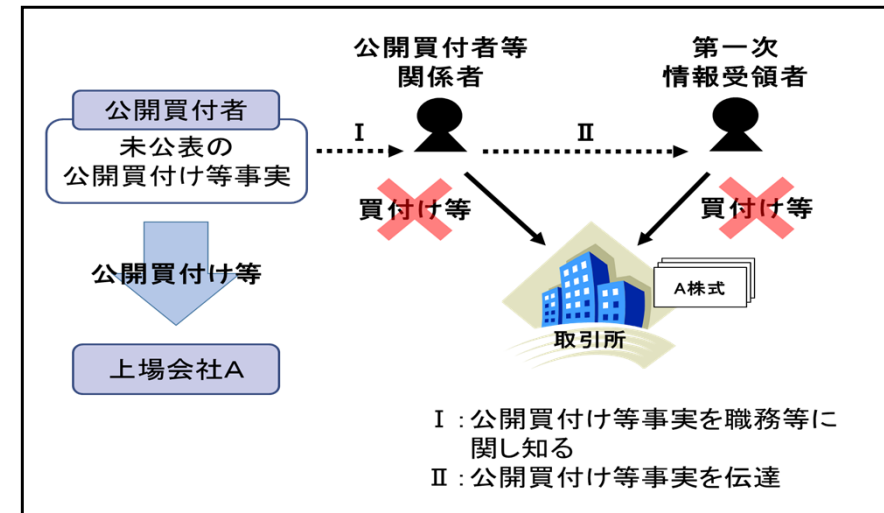 公開買付者等
関係者
第一次
情報受領者
公開買付者
未公表の
公開買付け等事実
Ⅰ
Ⅱ
買付け等
買付け等
公開買付け等
A株式
取引所
上場会社A
Ⅰ：公開買付け等事実を職務等に
関し知る
Ⅱ：公開買付け等事実を伝達